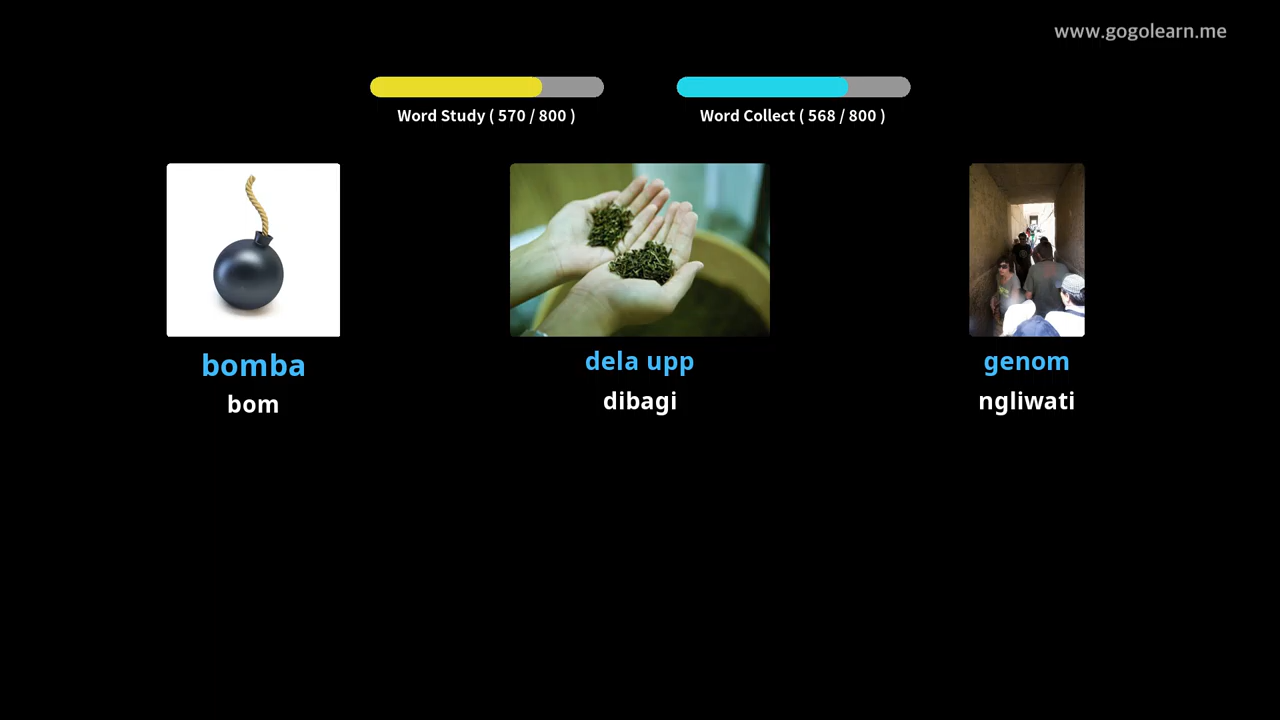 www.gogolearn.me
Word Study ( 570 / 800 )
Word Collect ( 568 / 800 )
bomba
bom
dela upp
dibagi
genom
ngliwati